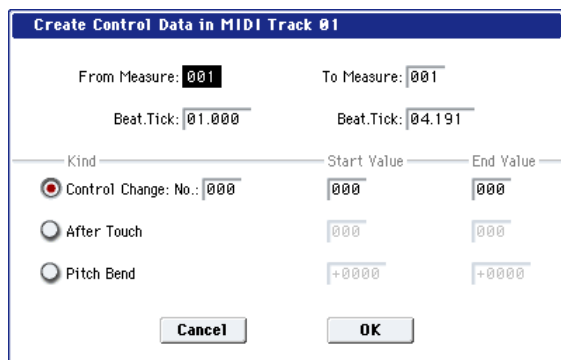 Create Control Data in MIDI Track 01
From Measure: 001 To Measure: 001
Beat.Tick: 01.000 Beat.Tick: 04.191
Kind Start Value End Value
Control Change: No.: 000 000 000
After Touch 000 000
Pitch Bend +0000 +0000
Cancel OK